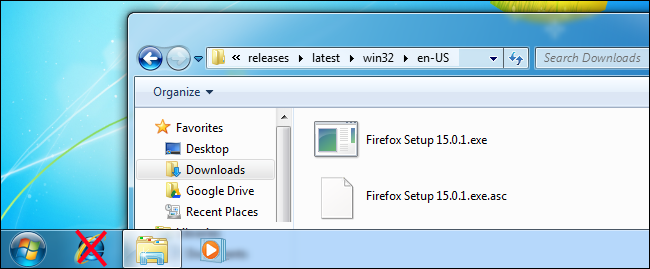 « releases latest win32 en-US
Search Downloads
Organize
Favorites
Desktop
Downloads
Google Drive
Recent Places
Firefox Setup 15.0.1.exe
Firefox Setup 15.0.1.exe.asc